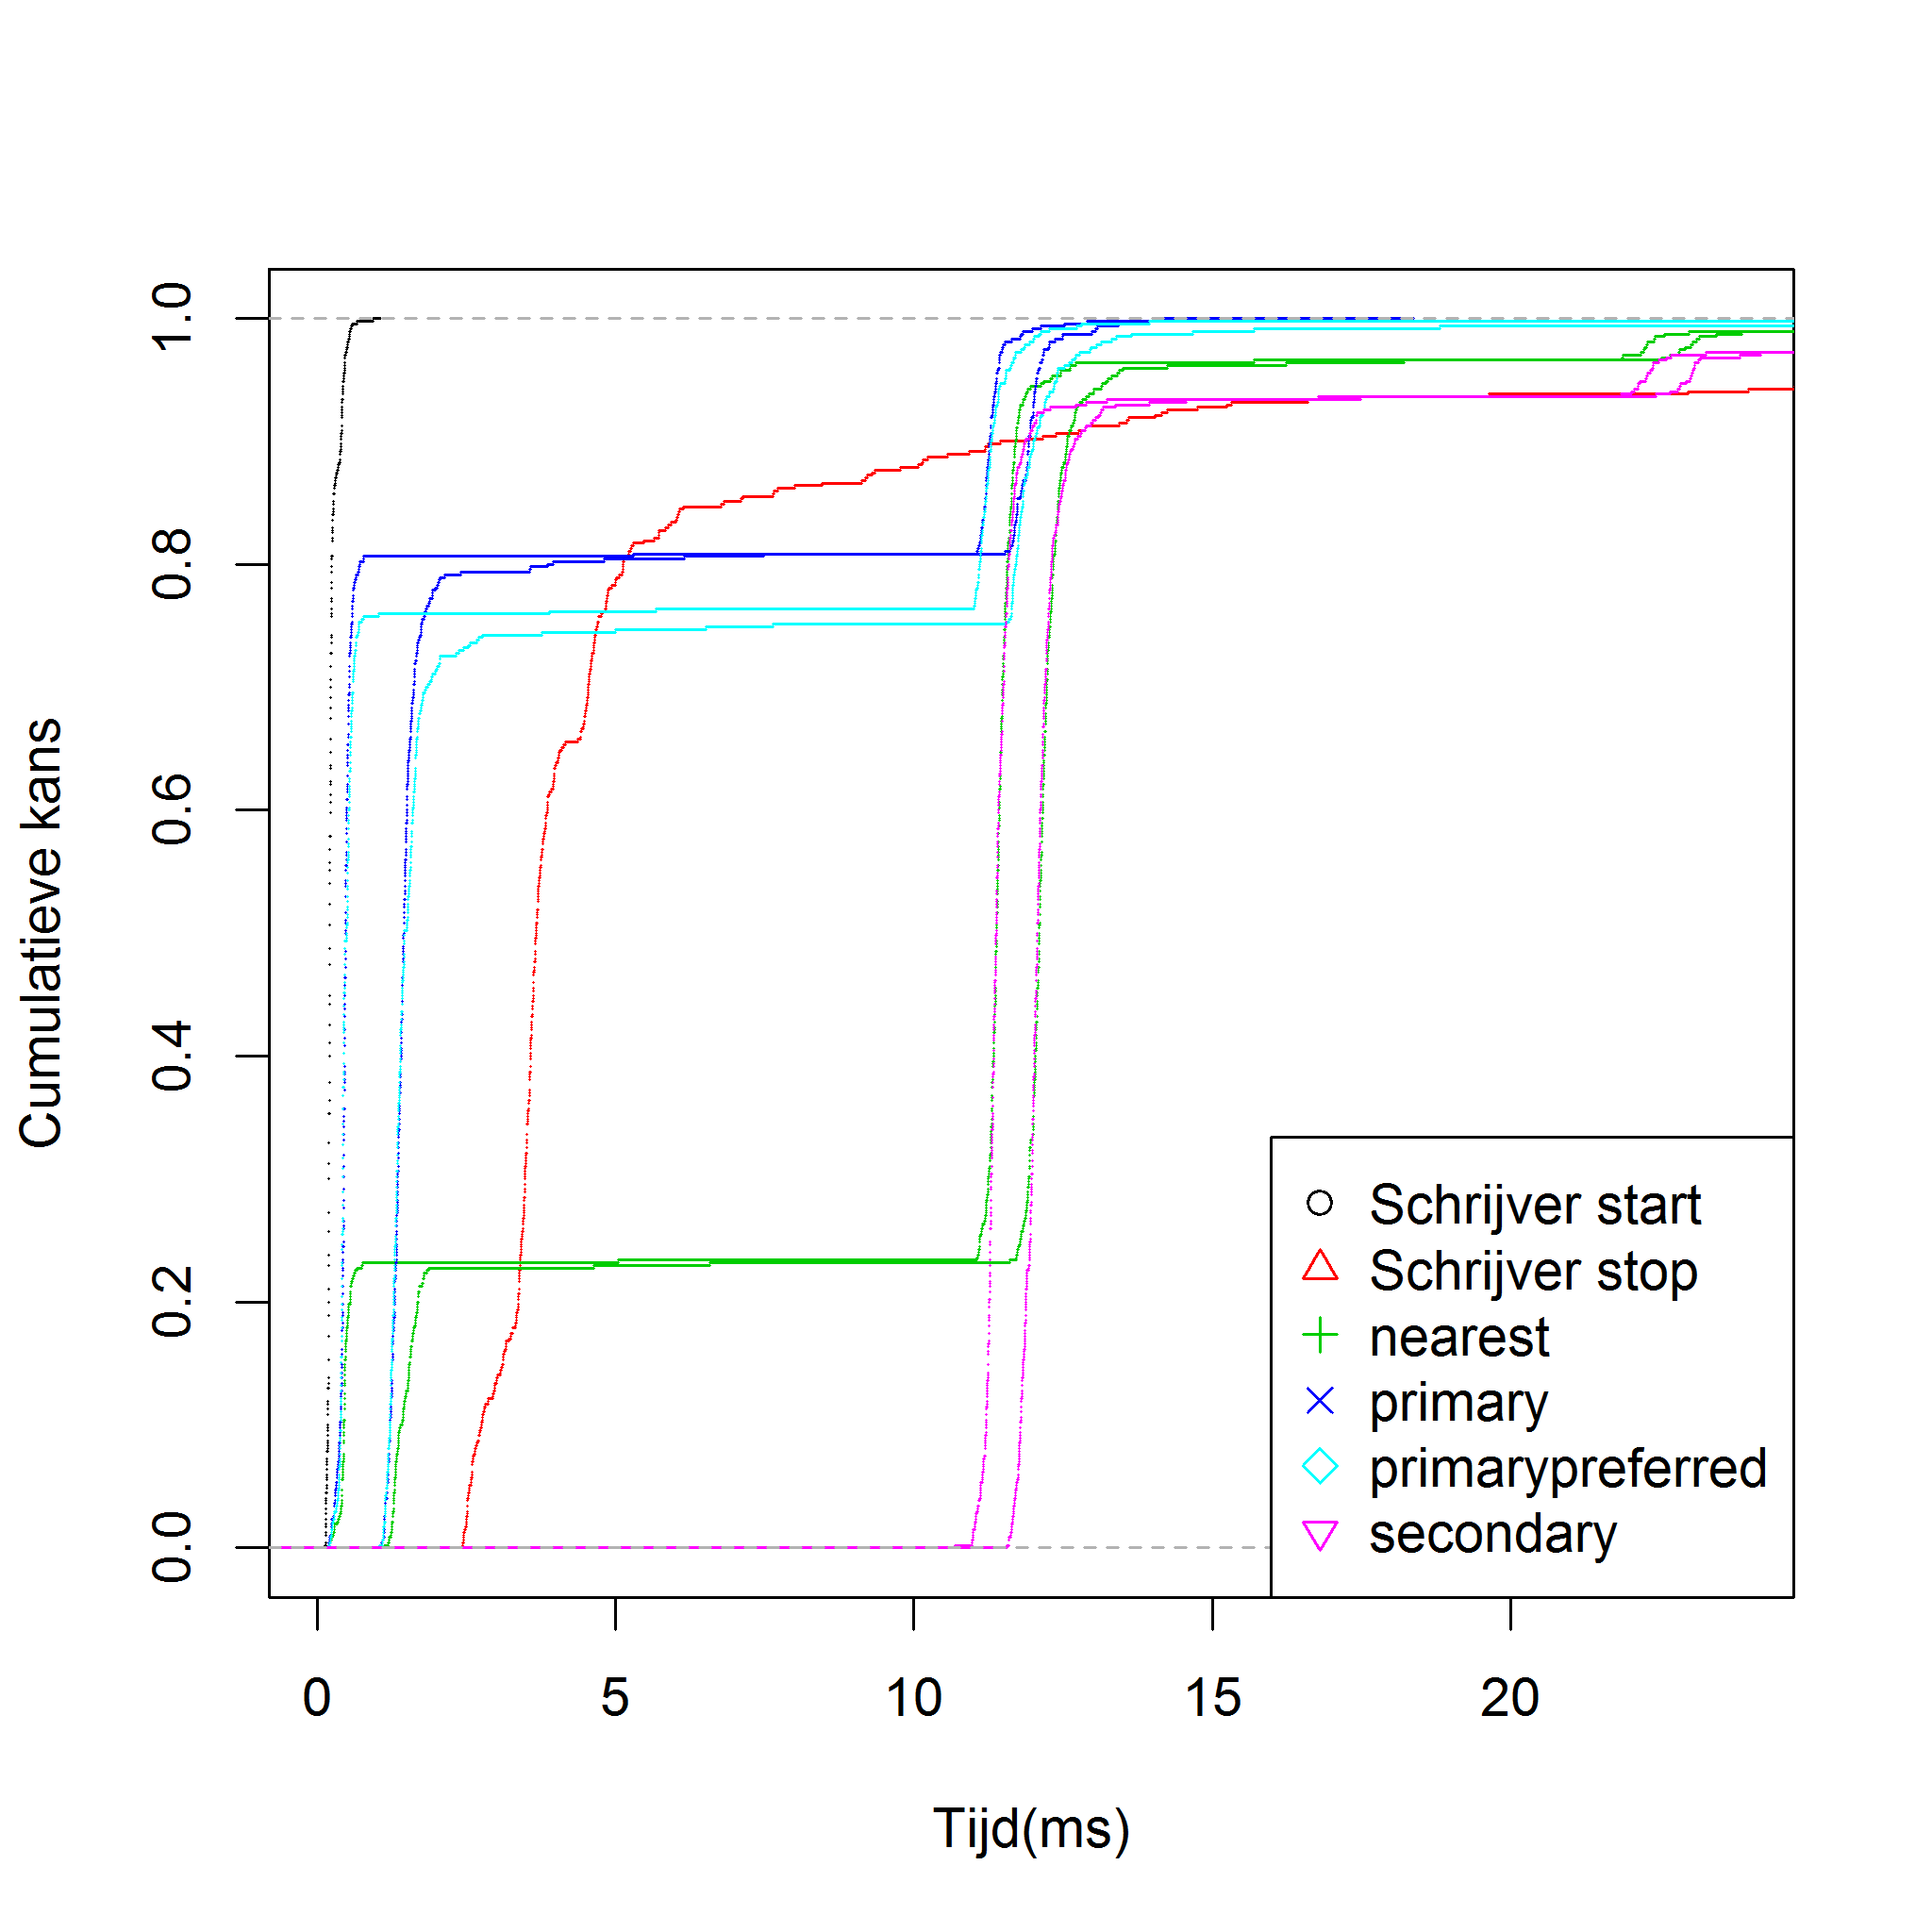 Cumulatieve kans
1.0
0.8
0.6
0.4
0.2
0.0
Schrijver start
Schrijver stop
nearest
primary
primarypreferred
secondary
0 5 10 15 20
Tijd(ms)